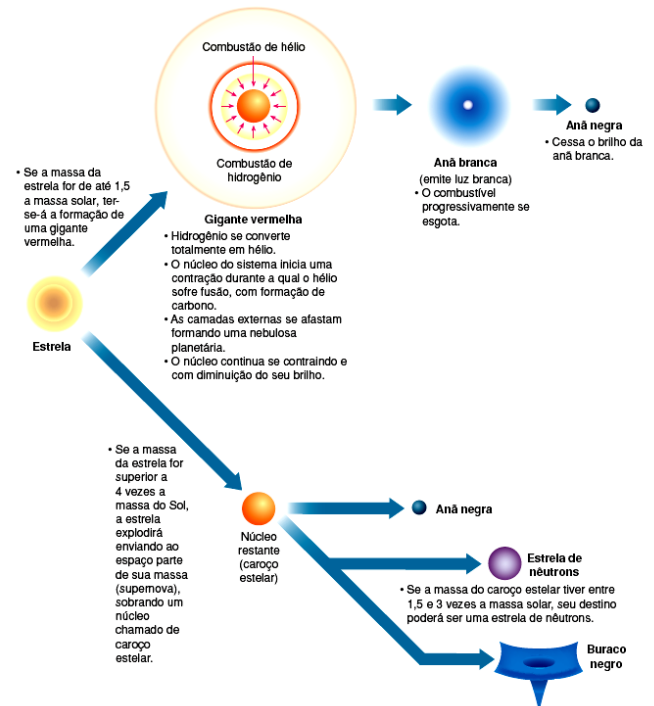 Combustão de hélio
Combustão de
hidrogênio
Gigante vermelha
• Hidrogênio se converte
totalmente em hélio.
• O núcleo do sistema inicia uma
contração durante a qual o hélio
sofre fusão, com formação de
carbono.
• As camadas externas se afastam
formando uma nebulosa
planetária.
• O núcleo continua se contraindo e
com diminuição do seu brilho.
Anã branca
(emite luz branca)
• O combustível
progressivamente se
esgota.
Anã negra
• Cessa o brilho da
anã branca.
• Se a massa da
estrela for de até 1,5
a massa solar, ter-
se-á a formação de
uma gigante
vermelha.
Estrela
• Se a massa
da estrela for
superior a
4 vezes a
massa do Sol,
a estrela
explodirá
enviando ao
espaço parte
de sua massa
(supernova),
sobrando um
núcleo
chamado de
caroço
estelar.
Núcleo
restante
(caroço
estelar)
Anã negra
Estrela de
nêutrons
• Se a massa do caroço estelar tiver entre
1,5 e 3 vezes a massa solar, seu destino
poderá ser uma estrela de nêutrons.
Buraco
negro